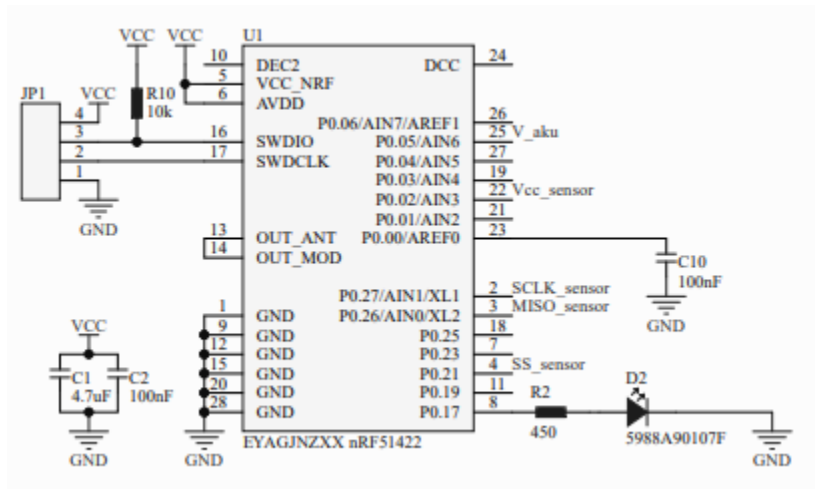 VCC VCC U1
10 DEC2 DCC 24
5 VCC_NRF
6 AVDD
JP1 VCC R10
10k
4
3 16 SWDIO
2 17 SWDCLK
1
GND
P0.06/AIN7/AREF1 26
P0.05/AIN6 25 V_aku
P0.04/AIN5 27
P0.03/AIN4 19
P0.02/AIN3 22 Vcc_sensor
P0.01/AIN2 21
13 OUT_ANT P0.00/AREF0 23
14 OUT_MOD
C10
100nF
GND
P0.27/AIN1/XL1 2 SCLK_sensor
1 GND P0.26/AIN0/XL2 3 MISO_sensor
9 GND P0.25 18
12 GND P0.23 7
15 GND P0.21 4 SS_sensor
20 GND P0.19 11
28 GND P0.17 8
VCC
C1 C2
4.7uF 100nF
GND
GND
R2
450
D2
5988A90107F
GND
EYAGJNZXX nRF51422